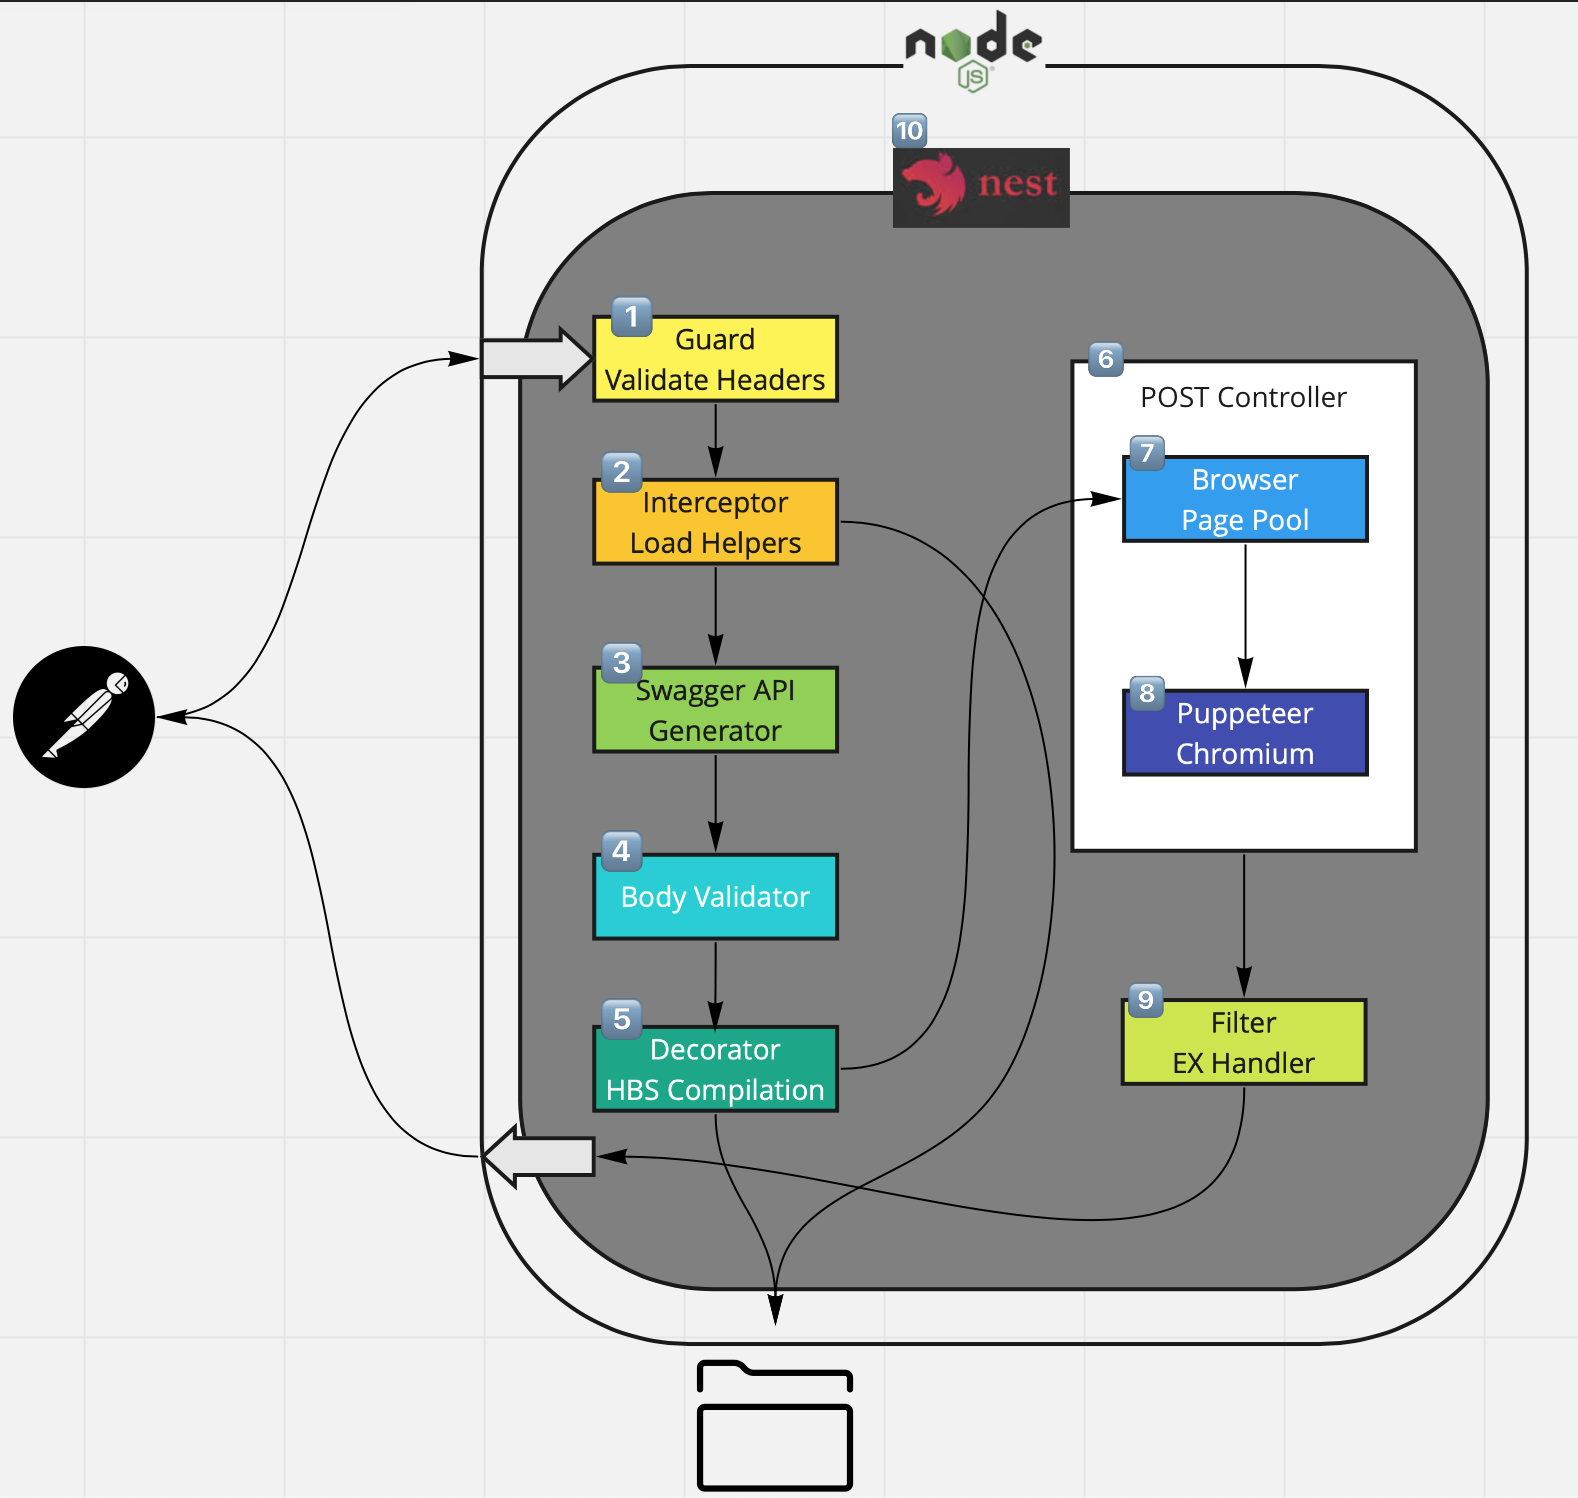 node
JS
10
nest
1
Guard
Validate Headers
2
Interceptor
Load Helpers
3
Swagger API
Generator
4
Body Validator
5
Decorator
HBS Compilation
6
POST Controller
7
Browser
Page Pool
8
Puppeteer
Chromium
9
Filter
EX Handler